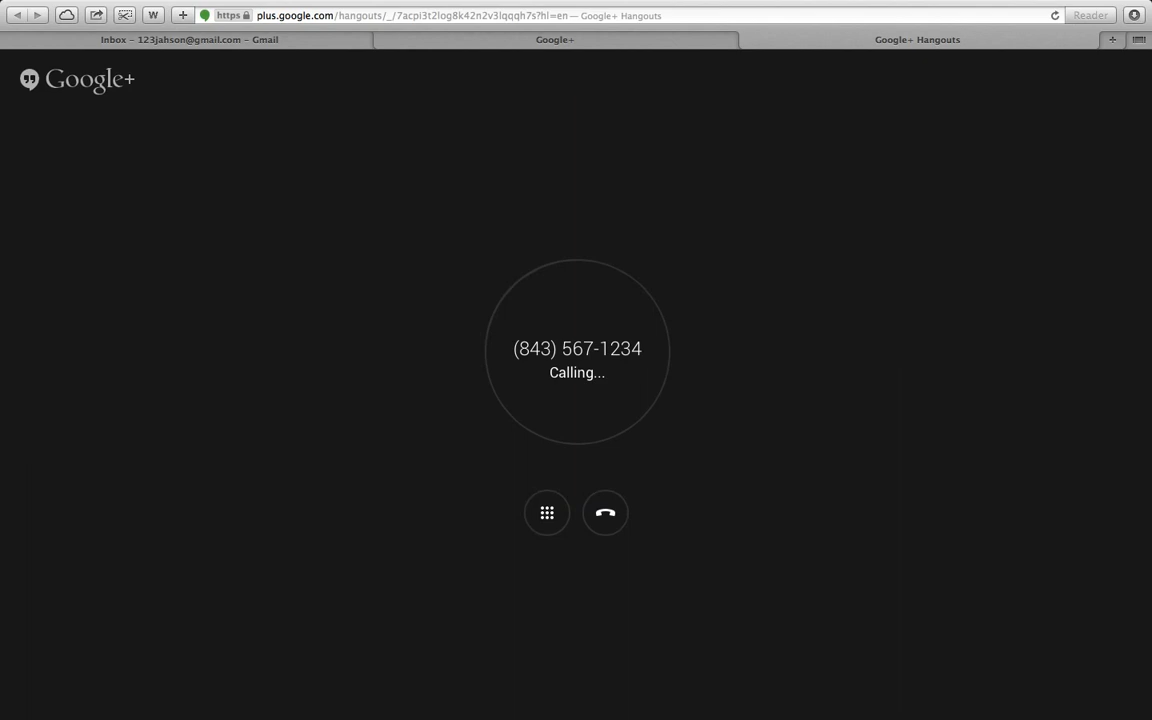 W
https
plus.google.com/hangouts/_/7acpi3t2log8k42n2v3lqqqh7s?hl=en — Google+ Hangouts
Reader
Inbox – 123jahson@gmail.com – Gmail
Google+
Google+ Hangouts
Google+
(843) 567-1234
Calling...